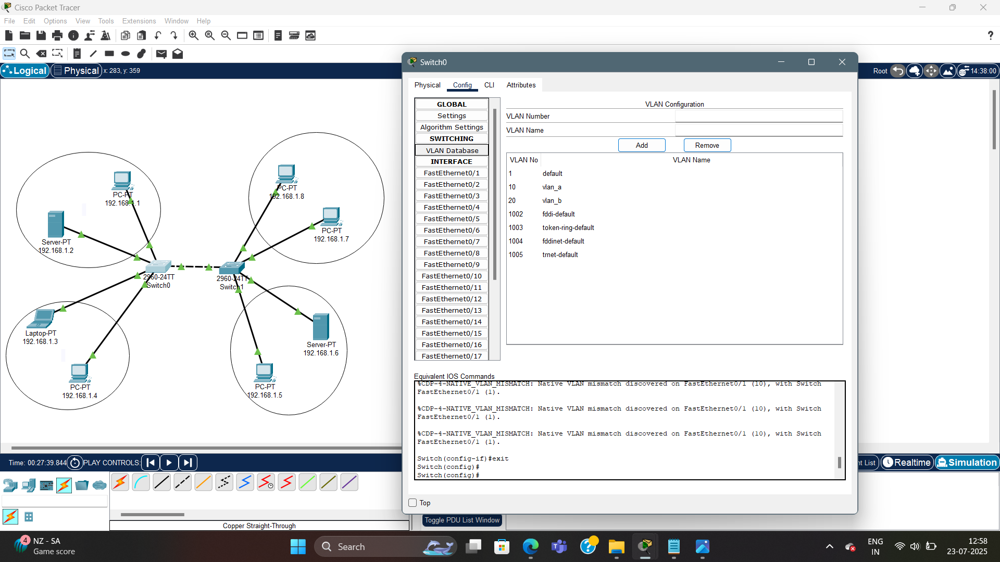 Cisco Packet Tracer
File Edit Options View Tools Extensions Window Help
?
Logical Physical x: 283, y: 359
Root 14:38:00
PC-PT
192.168.1.1
Server-PT
192.168.1.2
2960-24TT
Switch0
Laptop-PT
192.168.1.3
PC-PT
192.168.1.4
PC-PT
192.168.1.8
PC-PT
192.168.1.7
2960-24TT
Switch1
Server-PT
192.168.1.6
PC-PT
192.168.1.5
Switch0
Physical Config CLI Attributes
GLOBAL
Settings
Algorithm Settings
SWITCHING
VLAN Database
INTERFACE
FastEthernet0/1
FastEthernet0/2
FastEthernet0/3
FastEthernet0/4
FastEthernet0/5
FastEthernet0/6
FastEthernet0/7
FastEthernet0/8
FastEthernet0/9
FastEthernet0/10
FastEthernet0/11
FastEthernet0/12
FastEthernet0/13
FastEthernet0/14
FastEthernet0/15
FastEthernet0/16
FastEthernet0/17
VLAN Configuration
VLAN Number
VLAN Name
Add Remove
VLAN No VLAN Name
1 default
10 vlan_a
20 vlan_b
1002 fddi-default
1003 token-ring-default
1004 fddinet-default
1005 trnet-default
Equivalent IOS Commands
%CDP-4-NATIVE_VLAN_MISMATCH: Native VLAN mismatch discovered on FastEthernet0/1 (10), with Switch
FastEthernet0/1 (1).
%CDP-4-NATIVE_VLAN_MISMATCH: Native VLAN mismatch discovered on FastEthernet0/1 (10), with Switch
FastEthernet0/1 (1).
%CDP-4-NATIVE_VLAN_MISMATCH: Native VLAN mismatch discovered on FastEthernet0/1 (10), with Switch
FastEthernet0/1 (1).
Switch(config-if)#exit
Switch(config)#
Switch(config)#
Top
Time: 00:27:39.844 PLAY CONTROLS:
nt List Realtime Simulation
Toggle PDU List Window
Copper Straight-Through
4
NZ - SA
Game score
Search
ENG
IN
12:58
23-07-2025